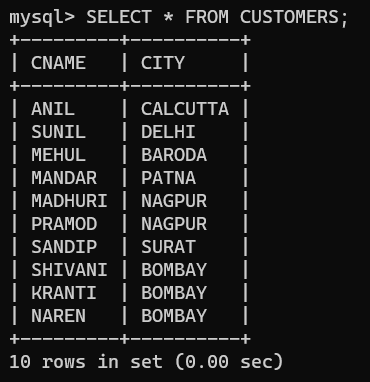 mysql> SELECT * FROM CUSTOMERS;
+---------+----------+
| CNAME   | CITY     |
+---------+----------+
| ANIL    | CALCUTTA |
| SUNIL   | DELHI    |
| MEHUL   | BARODA   |
| MANDAR  | PATNA    |
| MADHURI | NAGPUR   |
| PRAMOD  | NAGPUR   |
| SANDIP  | SURAT    |
| SHIVANI | BOMBAY   |
| KRANTI  | BOMBAY   |
| NAREN   | BOMBAY   |
+---------+----------+
10 rows in set (0.00 sec)